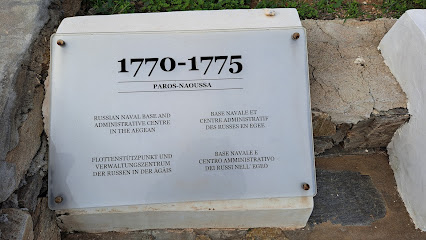 1770-1775
PAROS-NAOUSSA
RUSSIAN NAVAL BASE AND
ADMINISTRATIVE CENTRE
IN THE AEGEAN
BASE NAVALE ET
CENTRE ADMINISTRATIF
DES RUSSES EN EGEE
FLOTTENSTÜTZPUNKT UND
VERWALTUNGSZENTRUM
DER RUSSEN IN DER ÄGÄIS
BASE NAVALE E
CENTRO AMMINISTRATIVO
DEI RUSSI NELL' EGEO